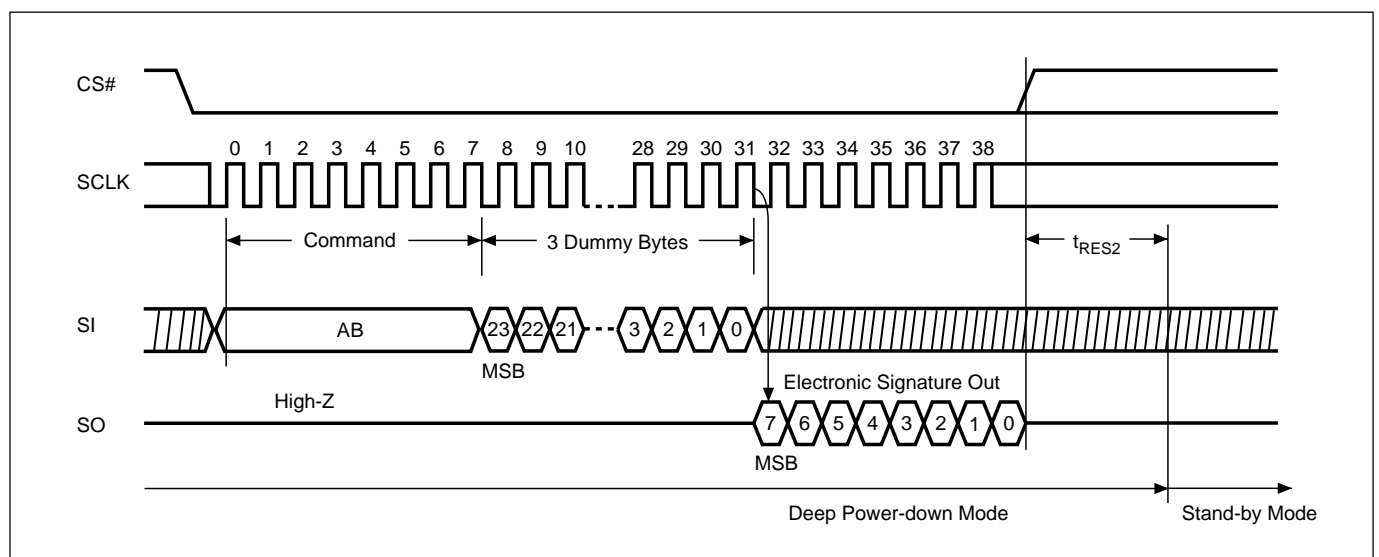 CS#
0 1 2 3 4 5 6 7 8 9 10 28 29 30 31 32 33 34 35 36 37 38
SCLK
Command 3 Dummy Bytes tRES2
SI AB 23 22 21 3 2 1 0
MSB
Electronic Signature Out
High-Z
SO 7 6 5 4 3 2 1 0
MSB
Deep Power-down Mode Stand-by Mode